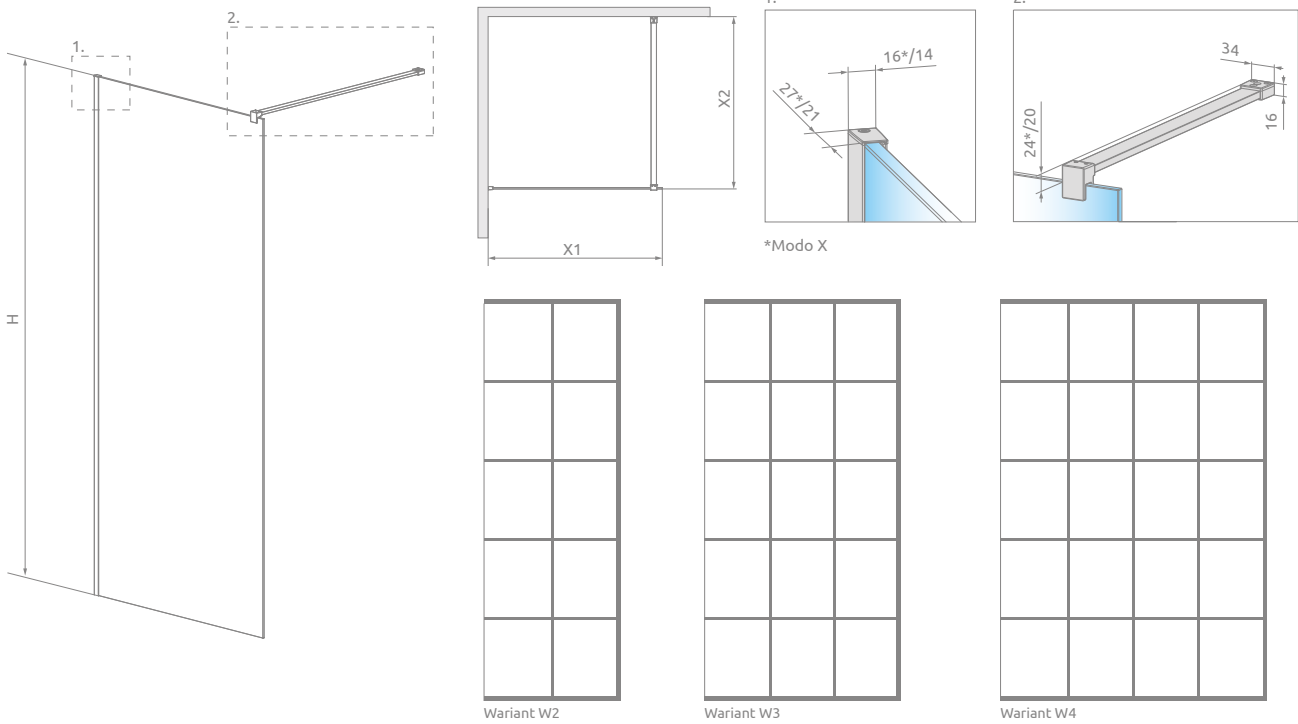 1.
2.
H
X1
X2
1.
16*/14
27*/21
*Modo X
2.
34
16
24*/20
Wariant W2
Wariant W3
Wariant W4